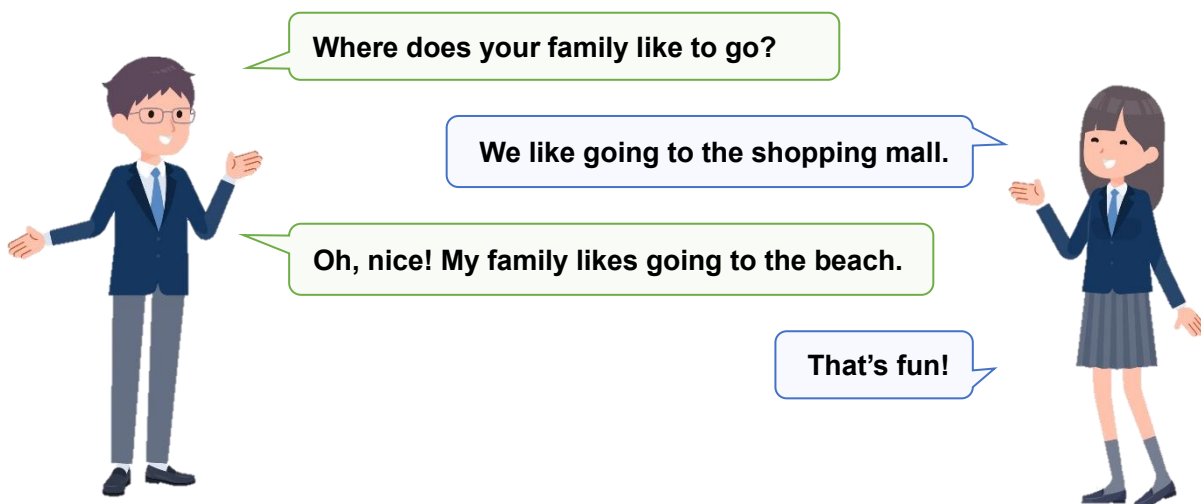 Where does your family like to go?
We like going to the shopping mall.
Oh, nice! My family likes going to the beach.
That’s fun!